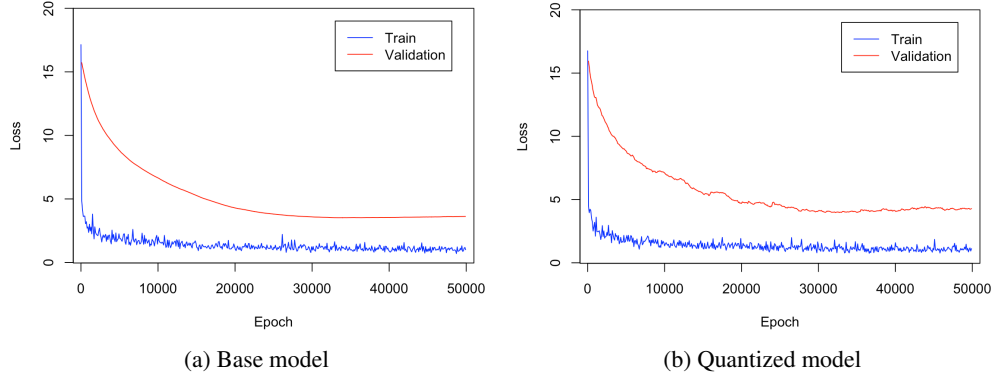 Train
Validation
Loss
20
15
10
5
0
0 10000 20000 30000 40000 50000
Epoch
(a) Base model
Train
Validation
Loss
20
15
10
5
0
0 10000 20000 30000 40000 50000
Epoch
(b) Quantized model